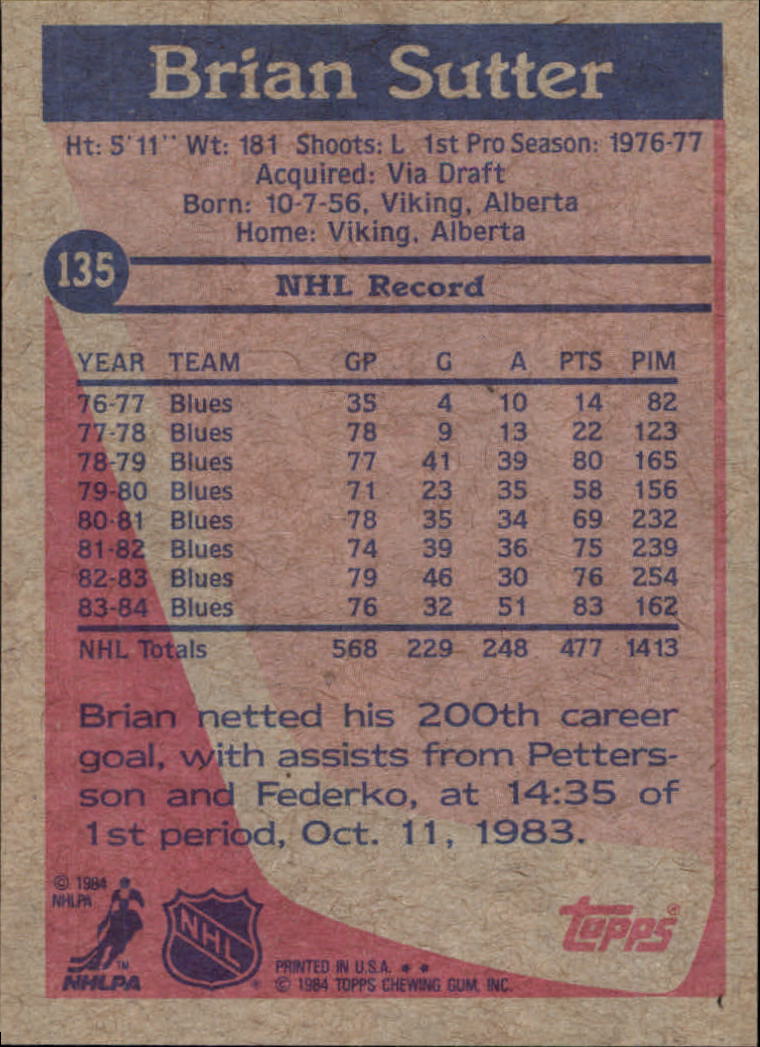 Brian Sutter
Ht: 5'11" Wt: 181 Shoots: L 1st Pro Season: 1976-77
Acquired: Via Draft
Born: 10-7-56, Viking, Alberta
Home: Viking, Alberta
135
NHL Record
YEAR TEAM GP G A PTS PIM
76-77 Blues 35 4 10 14 82
77-78 Blues 78 9 13 22 123
78-79 Blues 77 41 39 80 165
79-80 Blues 71 23 35 58 156
80-81 Blues 78 35 34 69 232
81-82 Blues 74 39 36 75 239
82-83 Blues 79 46 30 76 254
83-84 Blues 76 32 51 83 162
NHL Totals 568 229 248 477 1413
Brian netted his 200th career
goal, with assists from Petters-
son and Federko, at 14:35 of
1st period, Oct. 11, 1983.
© 1984
NHLPA
TM
NHLPA
NHL
®
PRINTED IN U.S.A. * *
© 1984 TOPPS CHEWING GUM, INC.
topps®